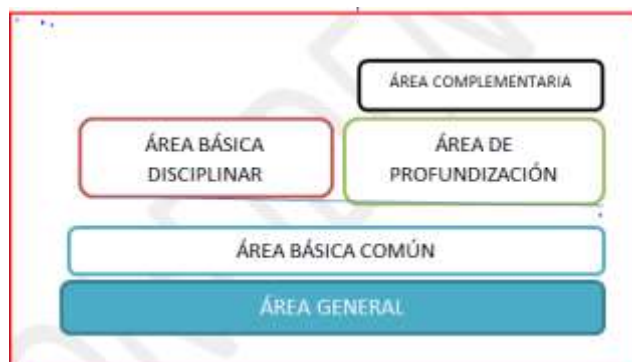 ÁREA COMPLEMENTARIA
ÁREA BÁSICA
DISCIPLINAR
ÁREA DE
PROFUNDIZACIÓN
ÁREA BÁSICA COMÚN
ÁREA GENERAL